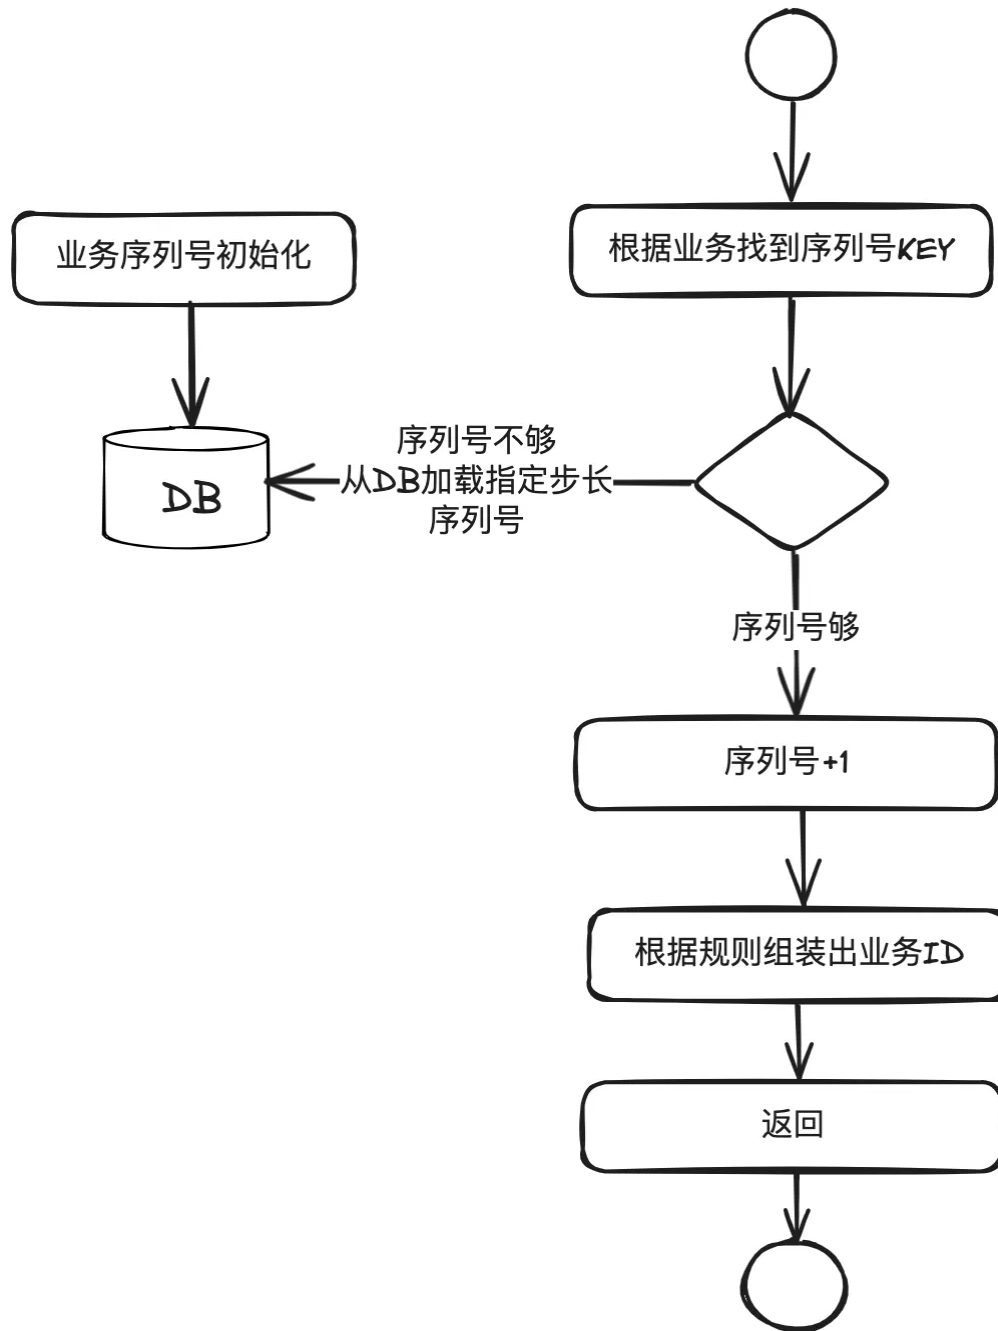 业务序列号初始化
根据业务找到序列号KEY
序列号不够
从DB加载指定步长
序列号
DB
序列号够
序列号+1
根据规则组装出业务ID
返回